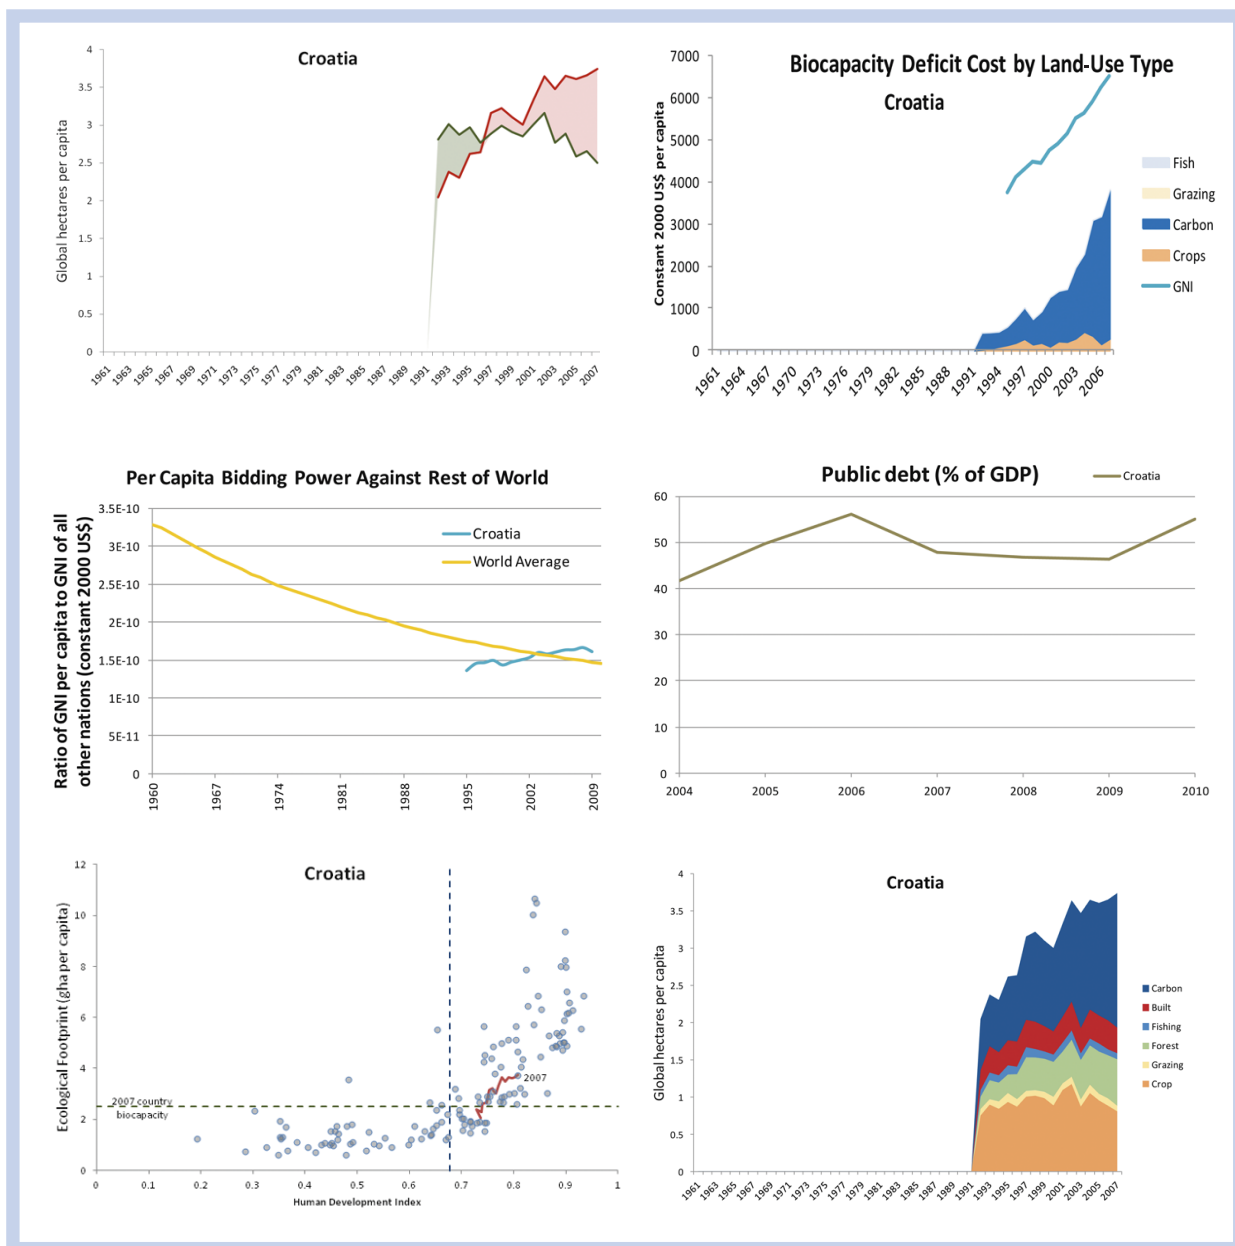 Croatia
Global hectares per capita
4
3.5
3
2.5
2
1.5
1
0.5
0
1961 1963 1965 1967 1969 1971 1973 1975 1977 1979 1981 1983 1985 1987 1989 1991 1993 1995 1997 1999 2001 2003 2005 2007
Biocapacity Deficit Cost by Land-Use Type
Croatia
Constant 2000 US$ per capita
7000
6000
5000
4000
3000
2000
1000
0
1961 1964 1967 1970 1973 1976 1979 1982 1985 1988 1991 1994 1997 2000 2003 2006
Fish
Grazing
Carbon
Crops
GNI
Per Capita Bidding Power Against Rest of World
Ratio of GNI per capita to GNI of all
other nations (constant 2000 US$)
3.5E-10
3E-10
2.5E-10
2E-10
1.5E-10
1E-10
5E-11
0
1960 1967 1974 1981 1988 1995 2002 2009
Croatia
World Average
Public debt (% of GDP)
Croatia
60
50
40
30
20
10
0
2004 2005 2006 2007 2008 2009 2010
Croatia
Ecological Footprint (gha per capita)
12
10
8
6
4
2
0
2007 country
biocapacity
2007
0 0.1 0.2 0.3 0.4 0.5 0.6 0.7 0.8 0.9 1
Human Development Index
Croatia
Global hectares per capita
4
3.5
3
2.5
2
1.5
1
0.5
0
1961 1963 1965 1967 1969 1971 1973 1975 1977 1979 1981 1983 1985 1987 1989 1991 1993 1995 1997 1999 2001 2003 2005 2007
Carbon
Built
Fishing
Forest
Grazing
Crop